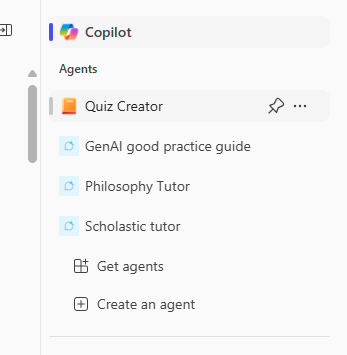 Copilot
Agents
Quiz Creator
GenAI good practice guide
Philosophy Tutor
Scholastic tutor
Get agents
Create an agent